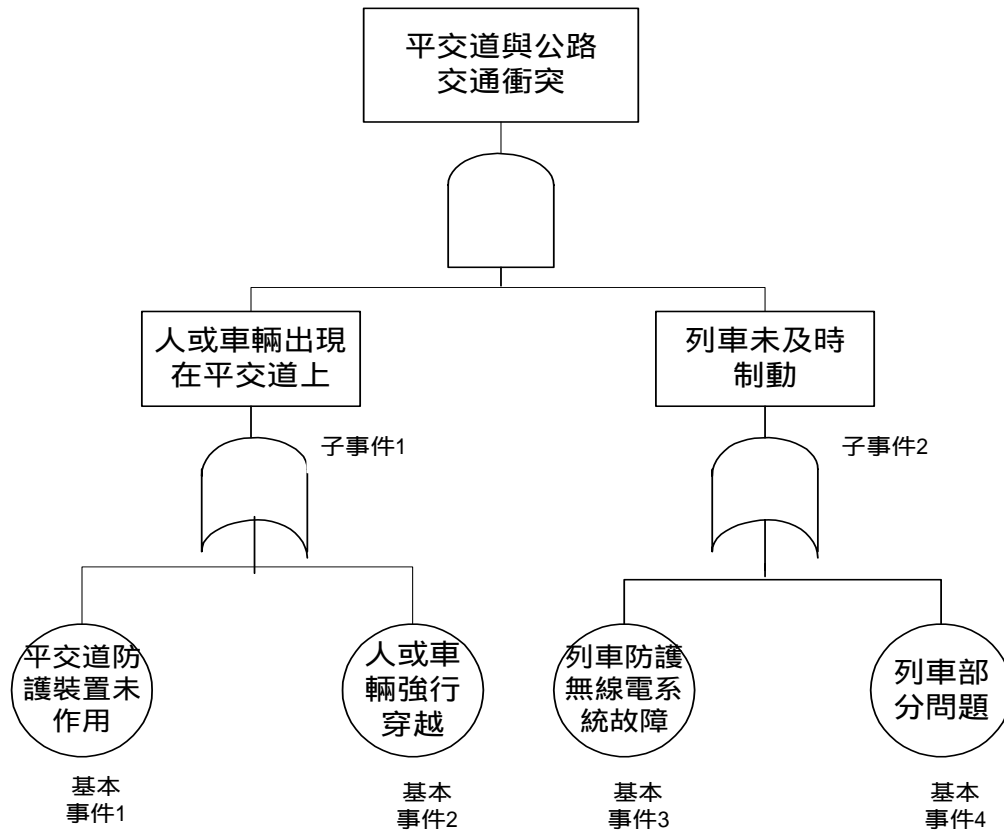 平交道與公路
交通衝突
人或車輛出現
在平交道上
列車未及時
制動
子事件1
子事件2
平交道防
護裝置未
作用
人或車
輛強行
穿越
列車防護
無線電系
統故障
列車部
分問題
基本
事件1
基本
事件2
基本
事件3
基本
事件4